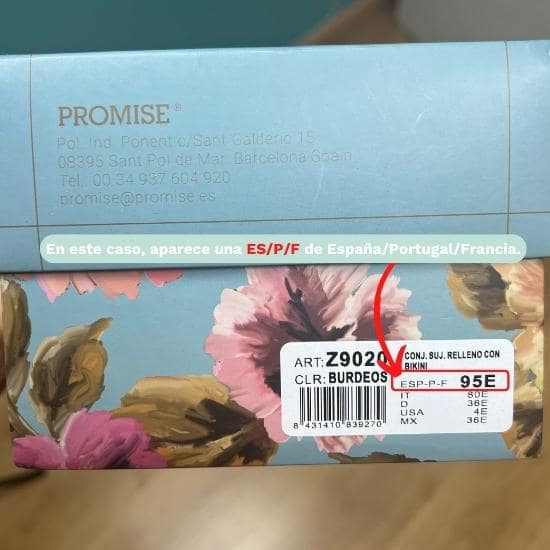 PROMISE®
Pol. Ind. Ponent c/Sant Galderic 15
08395 Sant Pol de Mar. Barcelona Spain
Tel.: 00 34 937 604 920
promise@promise.es
En este caso, aparece una ES/P/F de España/Portugal/Francia.
ART: Z9020
CLR: BURDEOS
8 431410 839270
CONJ. SUJ. RELLENO CON
BIKINI
ESP-P-F 95E
IT 80E
D 36E
USA 4E
MX 36E